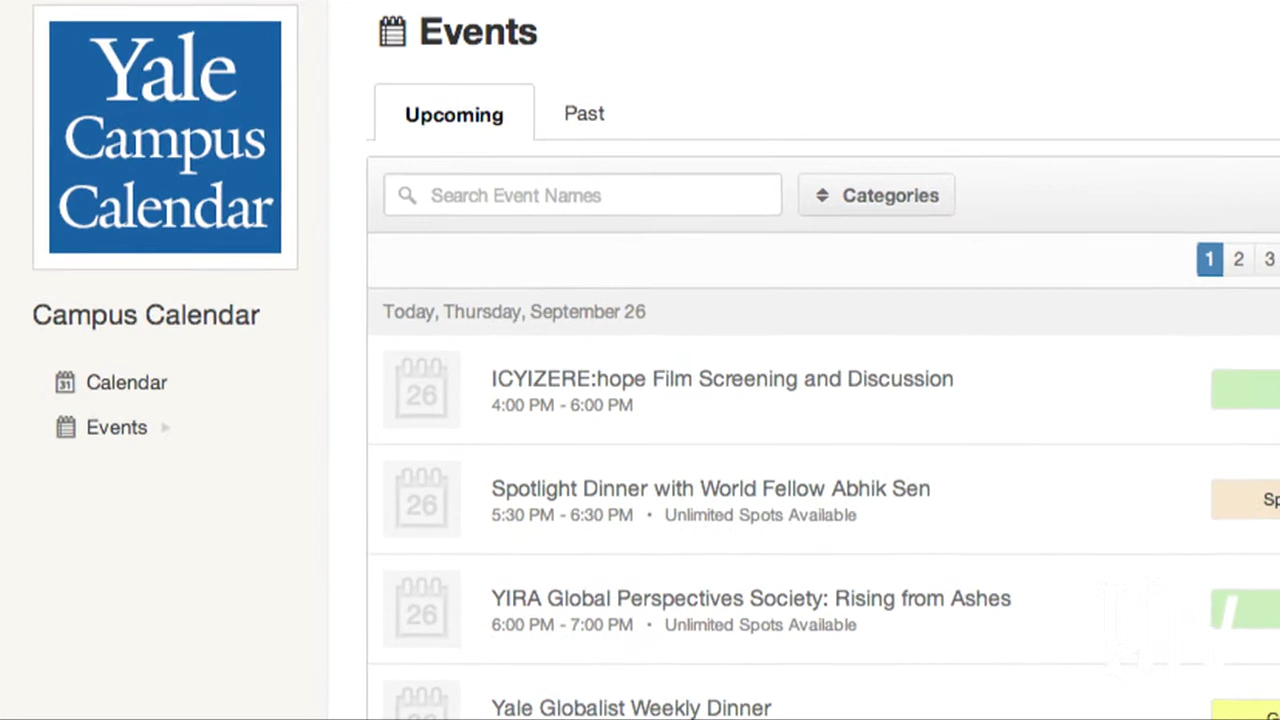 Yale
Campus
Calendar
Campus Calendar
31 Calendar
Events
Events
Upcoming
Past
Search Event Names
Categories
1 2 3
Today, Thursday, September 26
26
ICYIZERE:hope Film Screening and Discussion
4:00 PM - 6:00 PM
26
Spotlight Dinner with World Fellow Abhik Sen
5:30 PM - 6:30 PM • Unlimited Spots Available
Sp
26
YIRA Global Perspectives Society: Rising from Ashes
6:00 PM - 7:00 PM • Unlimited Spots Available
Yale Globalist Weekly Dinner